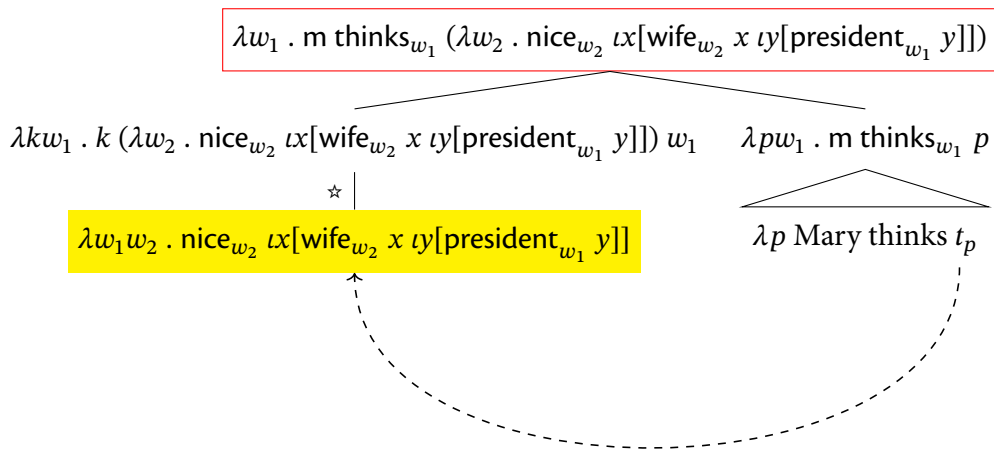 λw₁ . m thinks_w₁ (λw₂ . nice_w₂ ιx[wife_w₂ x ιy[president_w₁ y]])
λkw₁ . k (λw₂ . nice_w₂ ιx[wife_w₂ x ιy[president_w₁ y]]) w₁ λpw₁ . m thinks_w₁ p
☆
λw₁w₂ . nice_w₂ ιx[wife_w₂ x ιy[president_w₁ y]] λp Mary thinks t_p